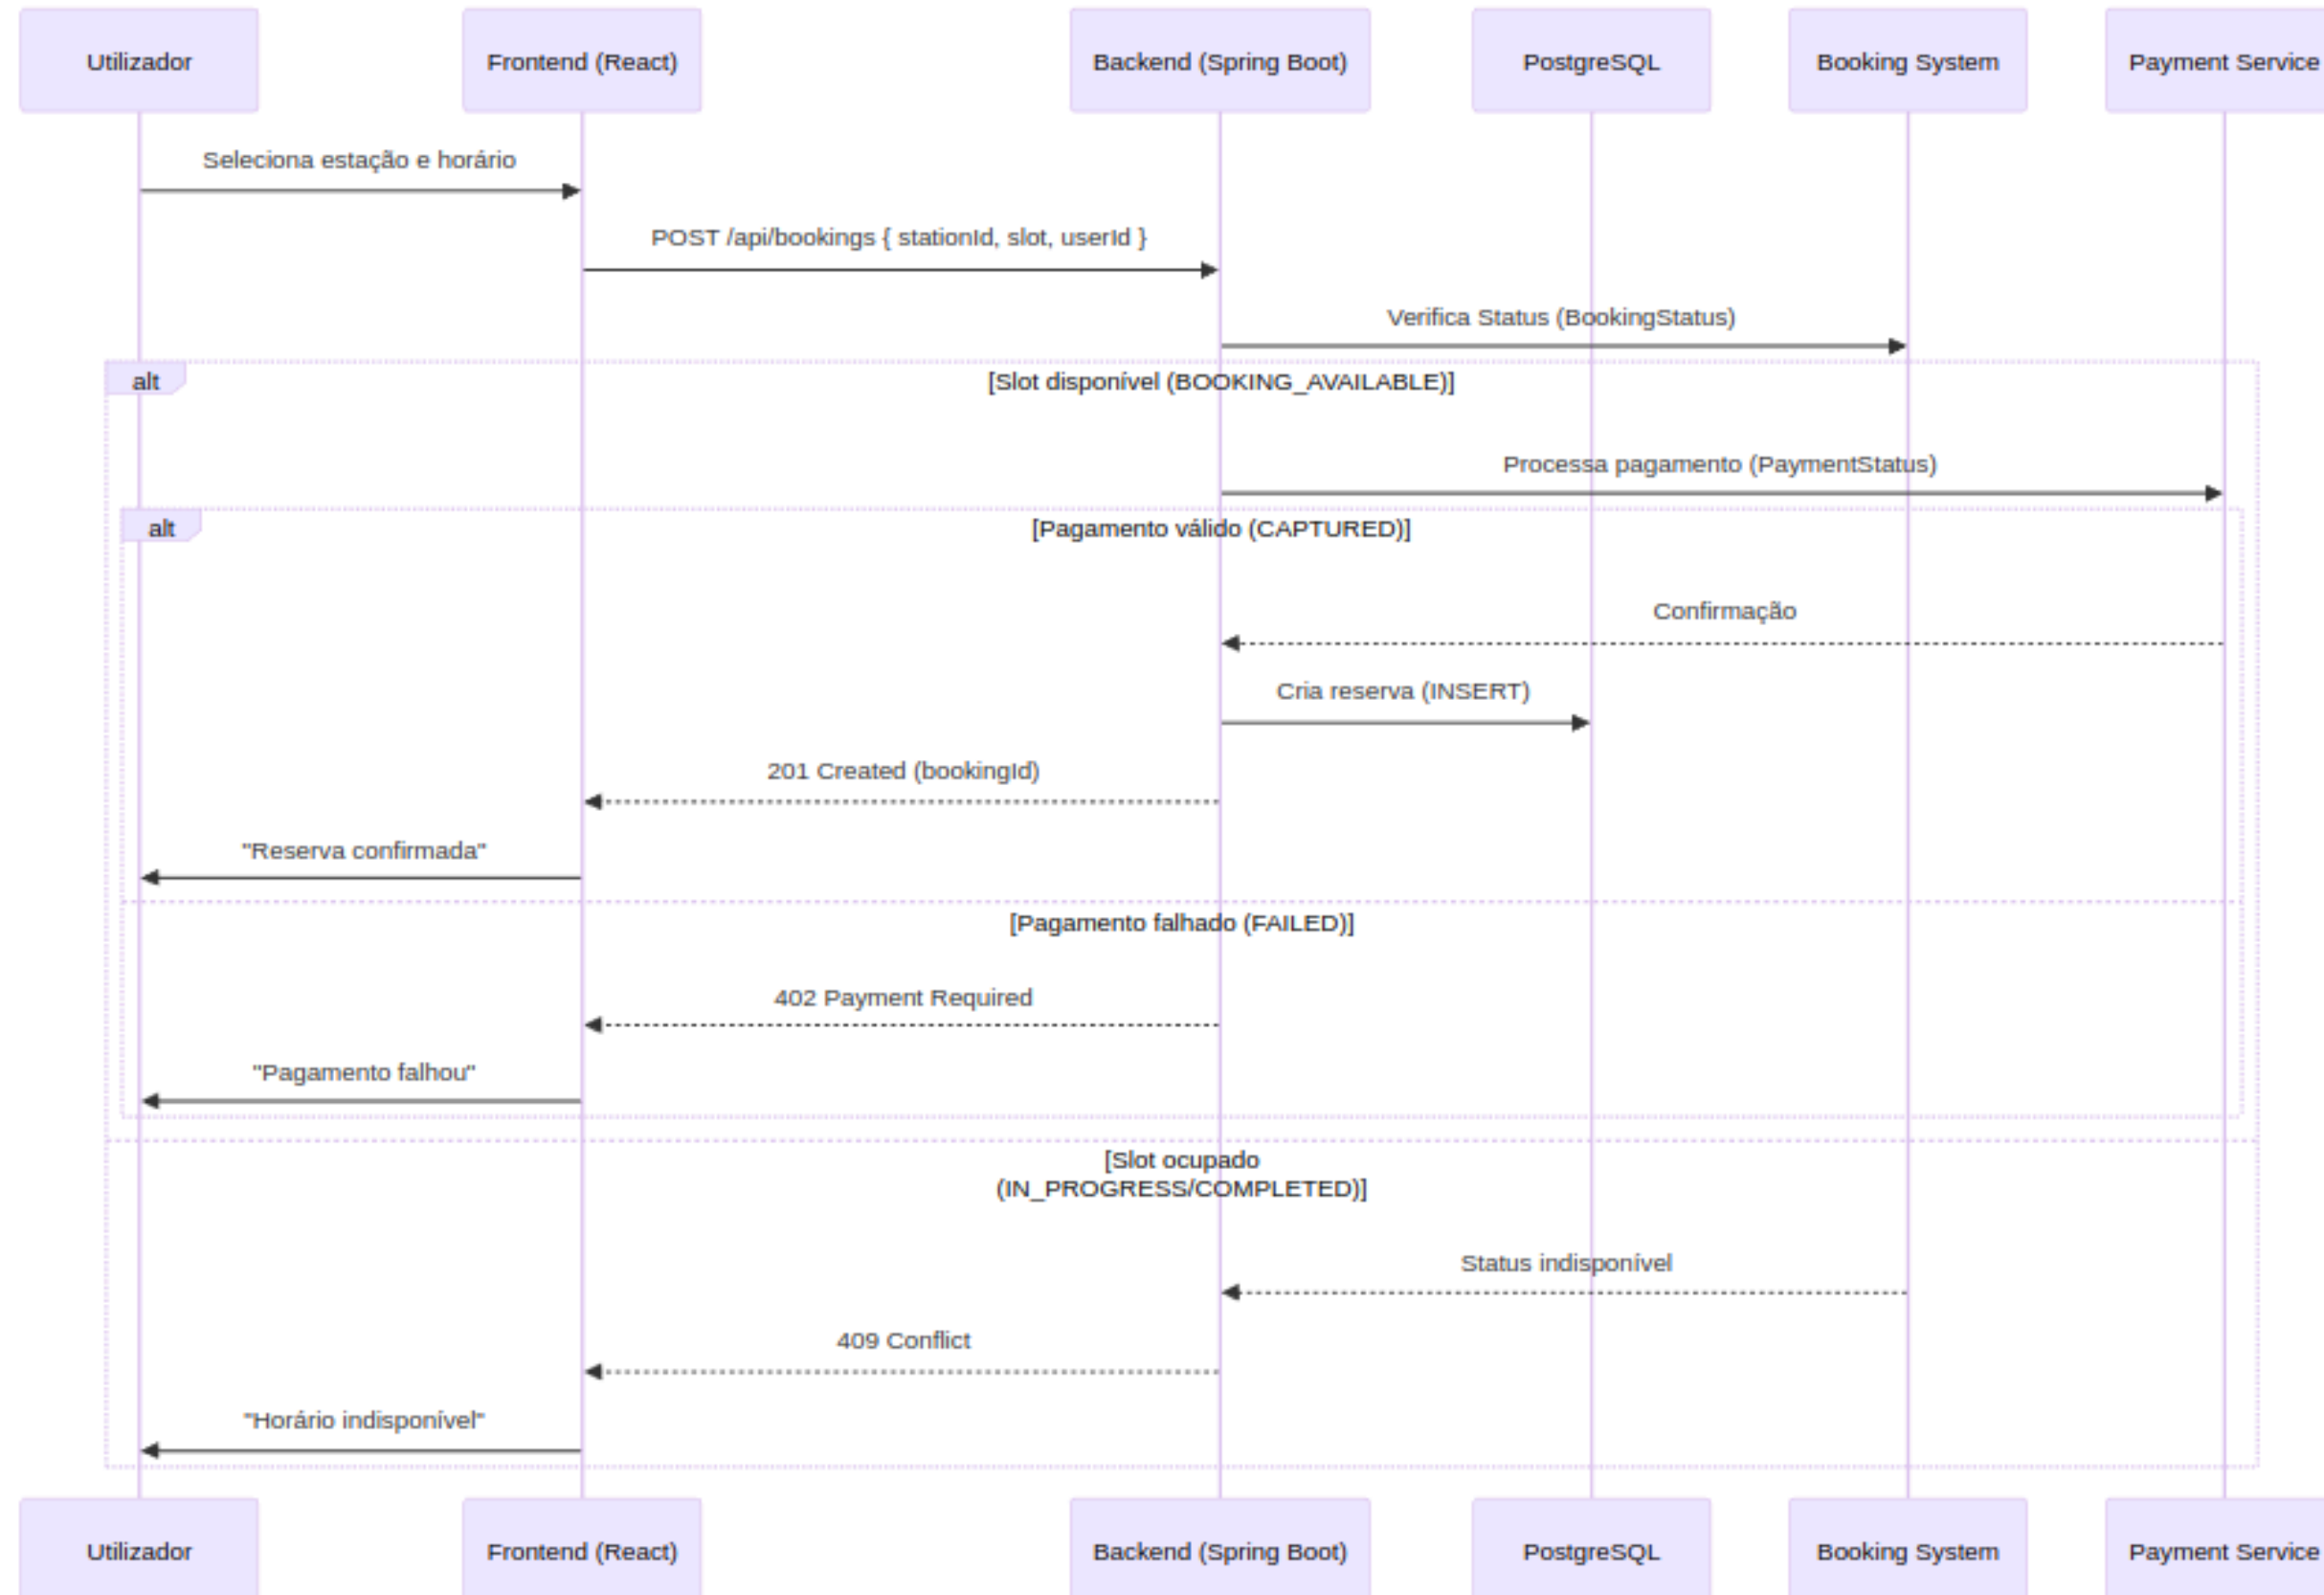 Utilizador
Frontend (React)
Backend (Spring Boot)
PostgreSQL
Booking System
Payment Service
Seleciona estação e horário
POST /api/bookings { stationId, slot, userId }
Verifica Status (BookingStatus)
alt
[Slot disponível (BOOKING_AVAILABLE)]
Processa pagamento (PaymentStatus)
alt
[Pagamento válido (CAPTURED)]
Confirmação
Cria reserva (INSERT)
201 Created (bookingId)
"Reserva confirmada"
[Pagamento falhado (FAILED)]
402 Payment Required
"Pagamento falhou"
[Slot ocupado
(IN_PROGRESS/COMPLETED)]
Status indisponível
409 Conflict
"Horário indisponível"
Utilizador
Frontend (React)
Backend (Spring Boot)
PostgreSQL
Booking System
Payment Service